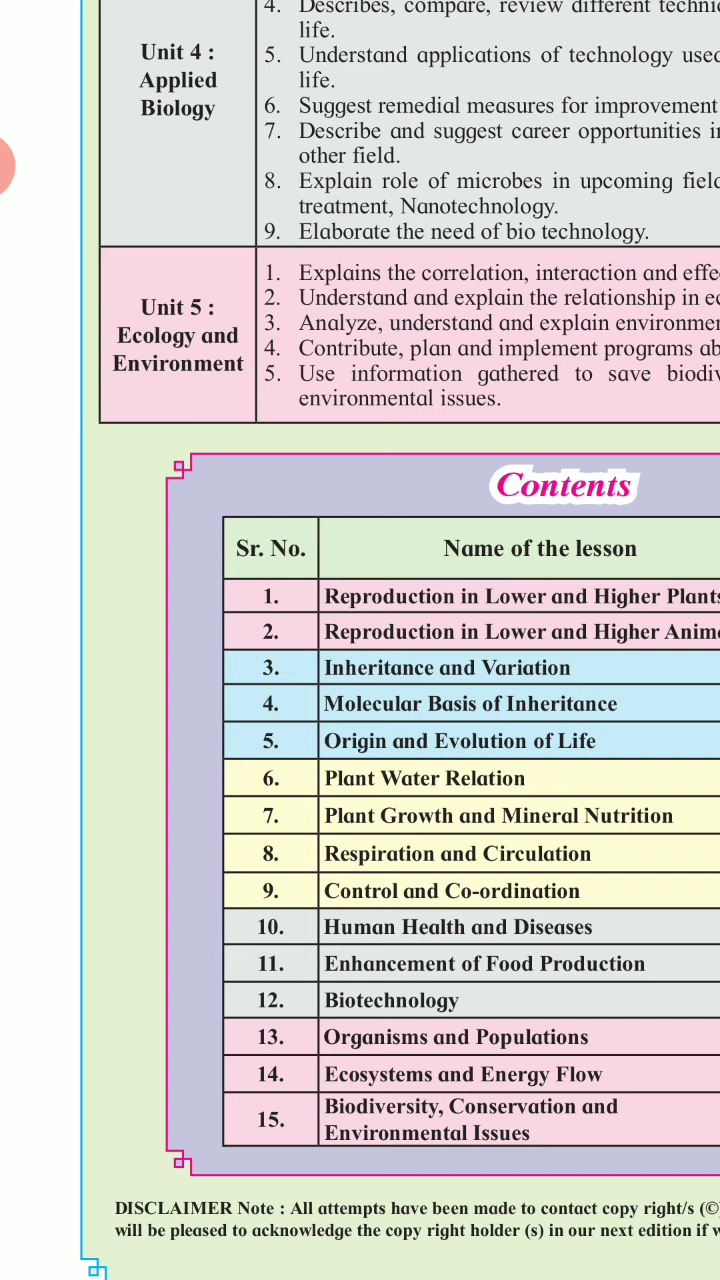 4. Describes, compare, review different
life.
Unit 4 :
Applied
Biology
5. Understand applications of technology used
life.
6. Suggest remedial measures for improvement
7. Describe and suggest career opportunities
other field.
8. Explain role of microbes in upcoming
treatment, Nanotechnology.
9. Elaborate the need of bio technology.
Unit 5 :
Ecology and
Environment
1. Explains the correlation, interaction and
2. Understand and explain the relationship in
3. Analyze, understand and explain
4. Contribute, plan and implement programs
5. Use information gathered to save
environmental issues.
Contents
Sr. No. Name of the lesson
1. Reproduction in Lower and Higher Plants
2. Reproduction in Lower and Higher
3. Inheritance and Variation
4. Molecular Basis of Inheritance
5. Origin and Evolution of Life
6. Plant Water Relation
7. Plant Growth and Mineral Nutrition
8. Respiration and Circulation
9. Control and Co-ordination
10. Human Health and Diseases
11. Enhancement of Food Production
12. Biotechnology
13. Organisms and Populations
14. Ecosystems and Energy Flow
15. Biodiversity, Conservation and
Environmental Issues
DISCLAIMER Note : All attempts have been made to contact copy right/s (©)
will be pleased to acknowledge the copy right holder (s) in our next edition if